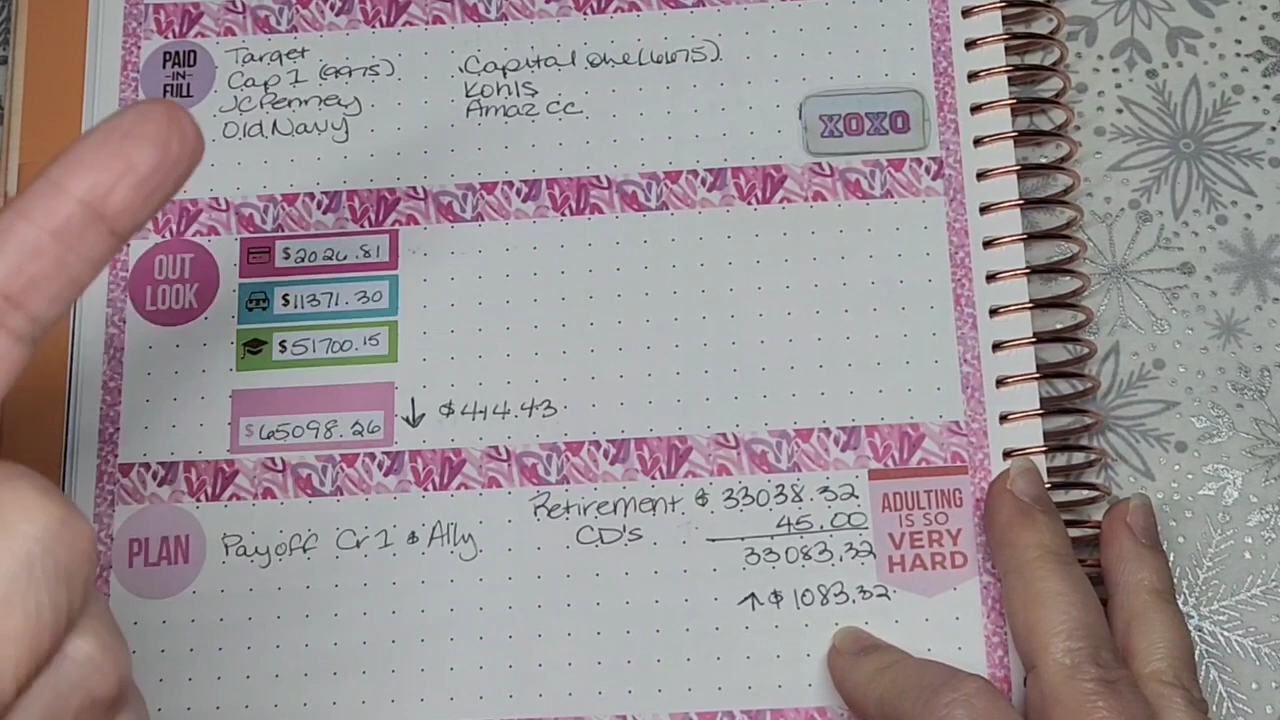 PAID
-IN-
FULL
Target
Cap 1 (9975)
JCPenney
Old Navy
Capital One (6675)
Kohls
Amaz CC
XOXO
OUT
LOOK
$2026.81
$11371.30
$51700.15
$65098.26
↓ $414.43
PLAN
Payoff Cr 1 & Ally
Retirement $33038.32
CD's 45.00
33083.32
↑ $1083.32
ADULTING
IS SO
VERY
HARD